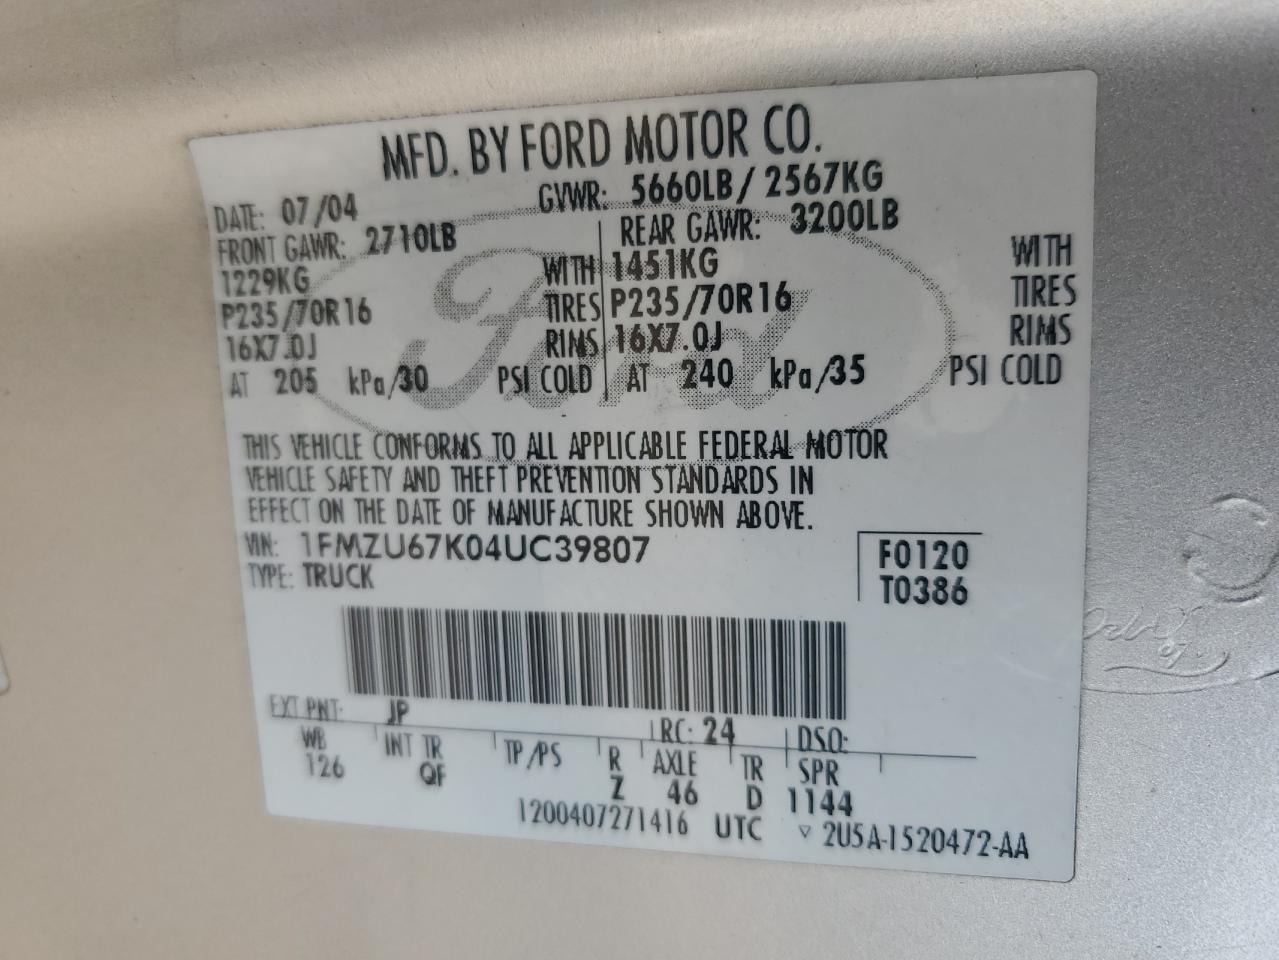 MFD. BY FORD MOTOR CO.
DATE: 07/04 GVWR: 5660LB / 2567KG
FRONT GAWR: 2710LB REAR GAWR: 3200LB
1229KG WITH 1451KG WITH
P235/70R16 TIRES P235/70R16 TIRES
16X7.0J RIMS 16X7.0J RIMS
AT 205 kPa/30 PSI COLD AT 240 kPa/35 PSI COLD
THIS VEHICLE CONFORMS TO ALL APPLICABLE FEDERAL MOTOR
VEHICLE SAFETY AND THEFT PREVENTION STANDARDS IN
EFFECT ON THE DATE OF MANUFACTURE SHOWN ABOVE.
VIN: 1FMZU67K04UC39807 F0120
TYPE: TRUCK T0386
EXT PNT: JP RC: 24 DSO:
WB INT TR TP/PS R AXLE TR SPR
126 QF Z 46 D 1144
1200407271416 UTC ▽ 2U5A-1520472-AA
Ford